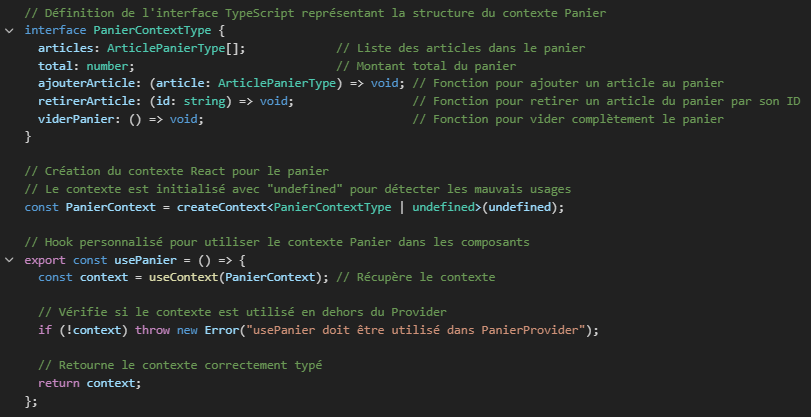 // Définition de l'interface TypeScript représentant la structure du contexte Panier
interface PanierContextType {
  articles: ArticlePanierType[];             // Liste des articles dans le panier
  total: number;                             // Montant total du panier
  ajouterArticle: (article: ArticlePanierType) => void; // Fonction pour ajouter un article au panier
  retirerArticle: (id: string) => void;                 // Fonction pour retirer un article du panier par son ID
  viderPanier: () => void;                              // Fonction pour vider complètement le panier
}

// Création du contexte React pour le panier
// Le contexte est initialisé avec "undefined" pour détecter les mauvais usages
const PanierContext = createContext<PanierContextType | undefined>(undefined);

// Hook personnalisé pour utiliser le contexte Panier dans les composants
export const usePanier = () => {
  const context = useContext(PanierContext); // Récupère le contexte

  // Vérifie si le contexte est utilisé en dehors du Provider
  if (!context) throw new Error("usePanier doit être utilisé dans PanierProvider");

  // Retourne le contexte correctement typé
  return context;
};